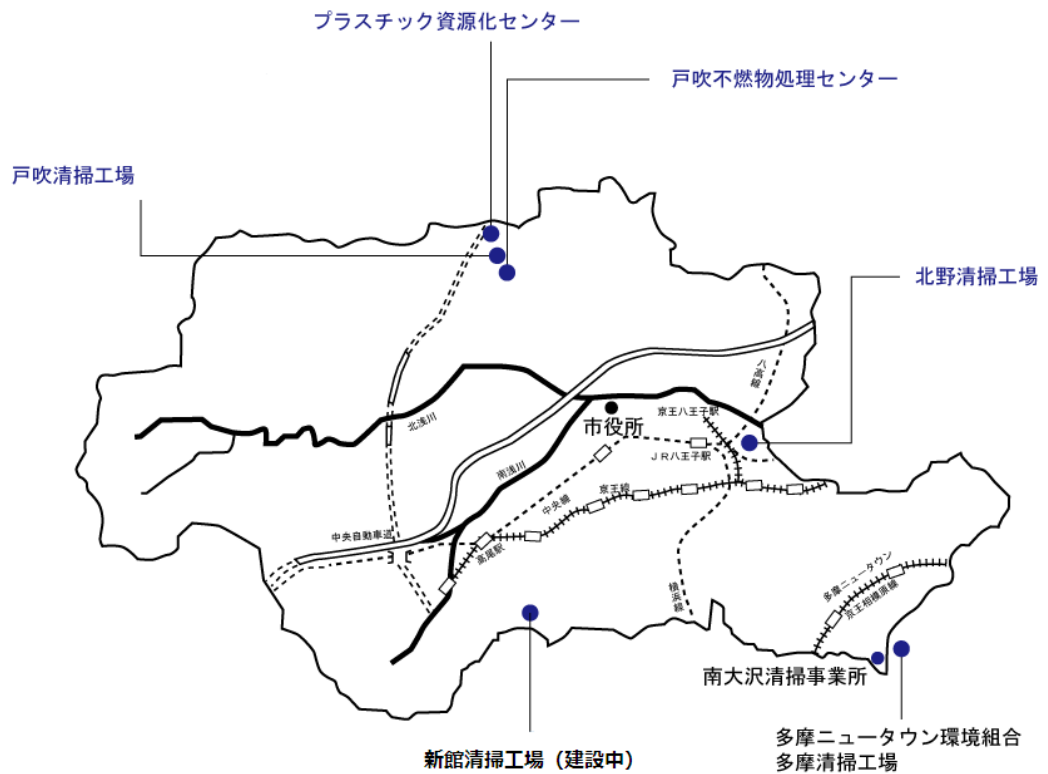 プラスチック資源化センター
戸吹不燃物処理センター
戸吹清掃工場
北野清掃工場
八高線
北浅川
市役所
京王八王子駅
JR八王子駅
南浅川
中央線
京王線
中央自動車道
高尾駅
横浜線
多摩ニュータウン
京王相模原線
南大沢清掃事業所
新館清掃工場（建設中）
多摩ニュータウン環境組合
多摩清掃工場